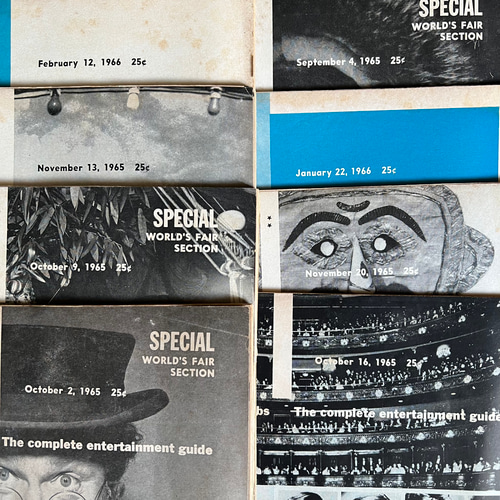 February 12, 1966 25¢
SPECIAL
WORLD'S FAIR
SECTION
September 4, 1965 25¢
November 13, 1965 25¢
January 22, 1966 25¢
SPECIAL
WORLD'S FAIR
SECTION
October 9, 1965 25¢
**
November 20, 1965 25¢
SPECIAL
WORLD'S FAIR
SECTION
October 2, 1965 25¢
The complete entertainment guide
October 16, 1965 25¢
bs The complete entertainment guide